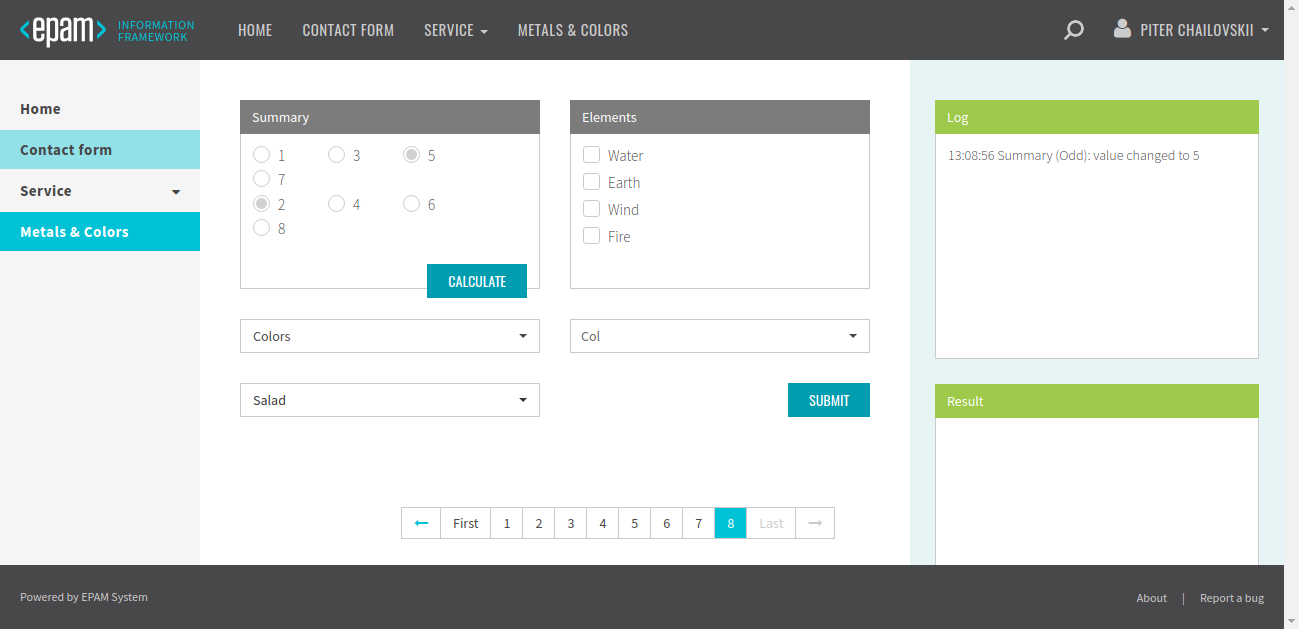 <epam> INFORMATION FRAMEWORK
HOME CONTACT FORM SERVICE METALS & COLORS PITER CHAILOVSKII
Home
Contact form
Service
Metals & Colors
Summary
1 3 5
7
2 4 6
8
CALCULATE
Elements
Water
Earth
Wind
Fire
Colors
Col
Salad
SUBMIT
First 1 2 3 4 5 6 7 8 Last
Log
13:08:56 Summary (Odd): value changed to 5
Result
Powered by EPAM System
About | Report a bug